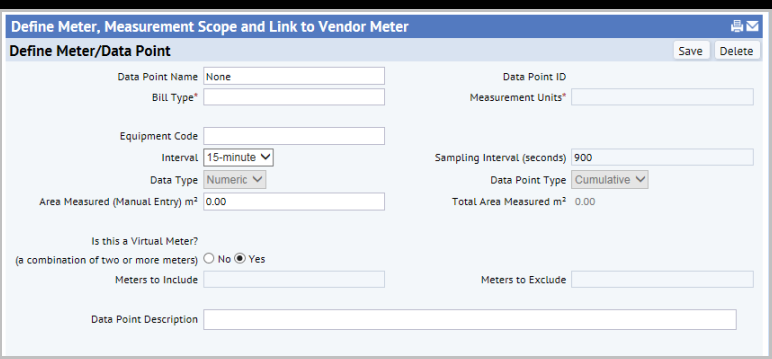 Define Meter, Measurement Scope and Link to Vendor Meter
Define Meter/Data Point Save Delete
Data Point Name None Data Point ID
Bill Type* Measurement Units*
Equipment Code
Interval 15-minute Sampling Interval (seconds) 900
Data Type Numeric Data Point Type Cumulative
Area Measured (Manual Entry) m² 0.00 Total Area Measured m² 0.00
Is this a Virtual Meter?
(a combination of two or more meters) No Yes
Meters to Include Meters to Exclude
Data Point Description